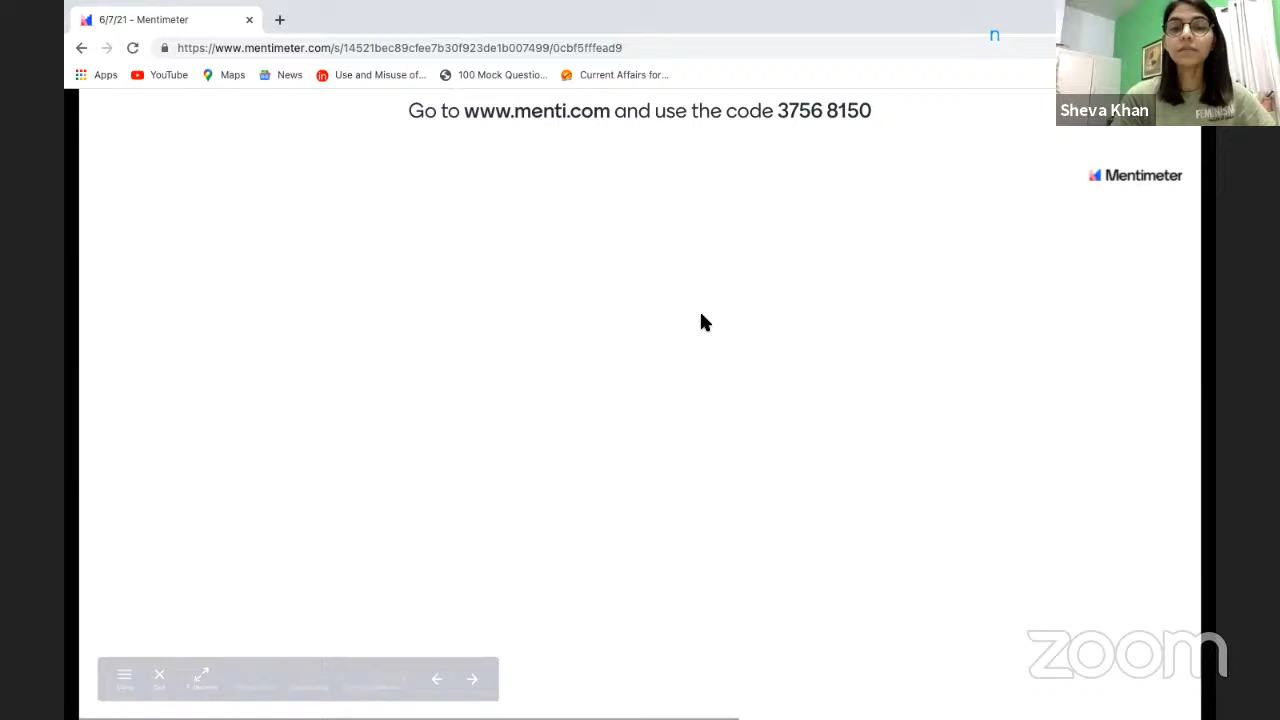 6/7/21 - Mentimeter
https://www.mentimeter.com/s/14521bec89cfee7b30f923de1b007499/0cbf5fffead9
n
Apps YouTube Maps News Use and Misuse of... 100 Mock Questio... Current Affairs for...
Sheva Khan
FEMINISM
Go to www.menti.com and use the code 3756 8150
Mentimeter
zoom